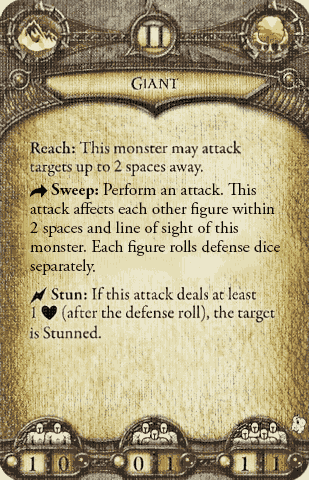 II
GIANT
Reach: This monster may attack
targets up to 2 spaces away.
Sweep: Perform an attack. This
attack affects each other figure within
2 spaces and line of sight of this
monster. Each figure rolls defense dice
separately.
Stun: If this attack deals at least
1 (after the defense roll), the target
is Stunned.
1 0 0 1 1 1